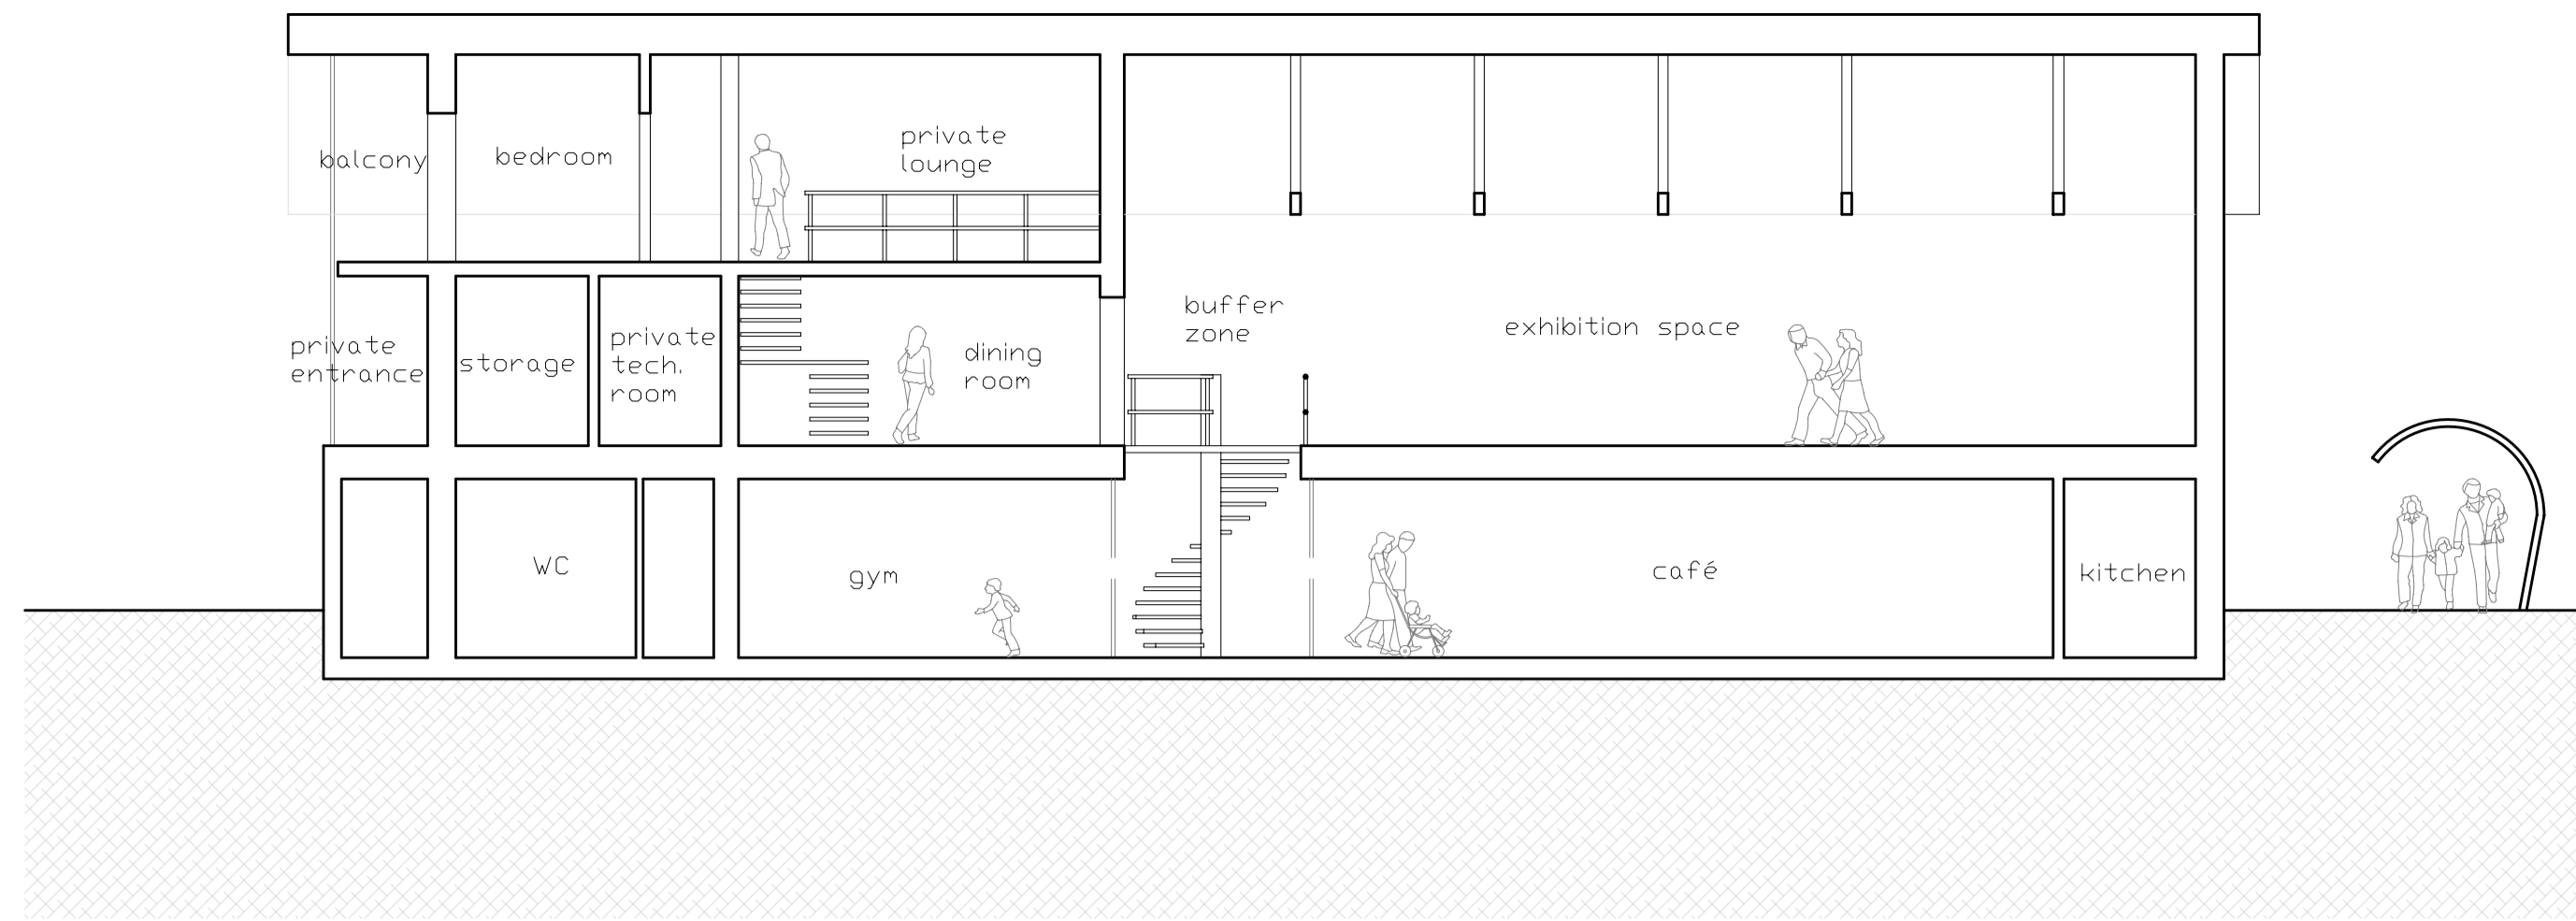 balcony
bedroom
private
lounge
private
entrance
storage
private
tech.
room
dining
room
buffer
zone
exhibition space
WC
gym
café
kitchen